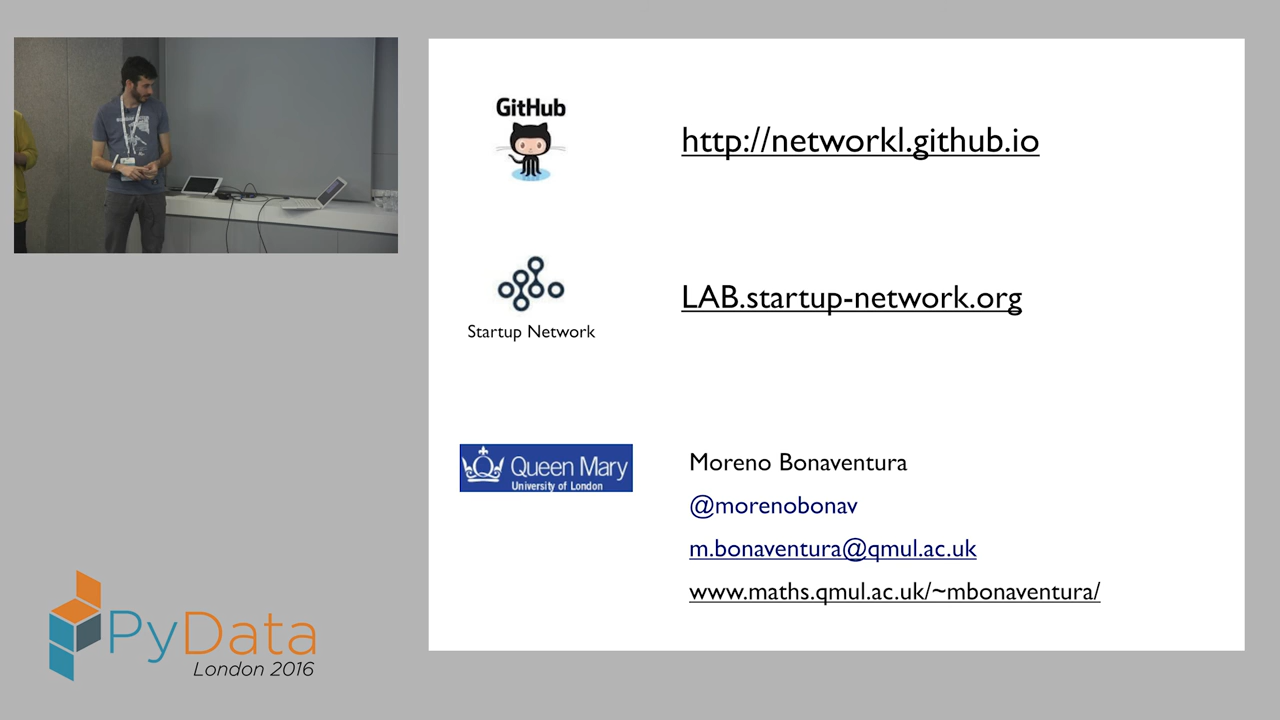 GitHub
http://networkl.github.io
LAB.startup-network.org
Startup Network
Queen Mary
University of London
Moreno Bonaventura
@morenobonav
m.bonaventura@qmul.ac.uk
www.maths.qmul.ac.uk/~mbonaventura/
PyData
London 2016